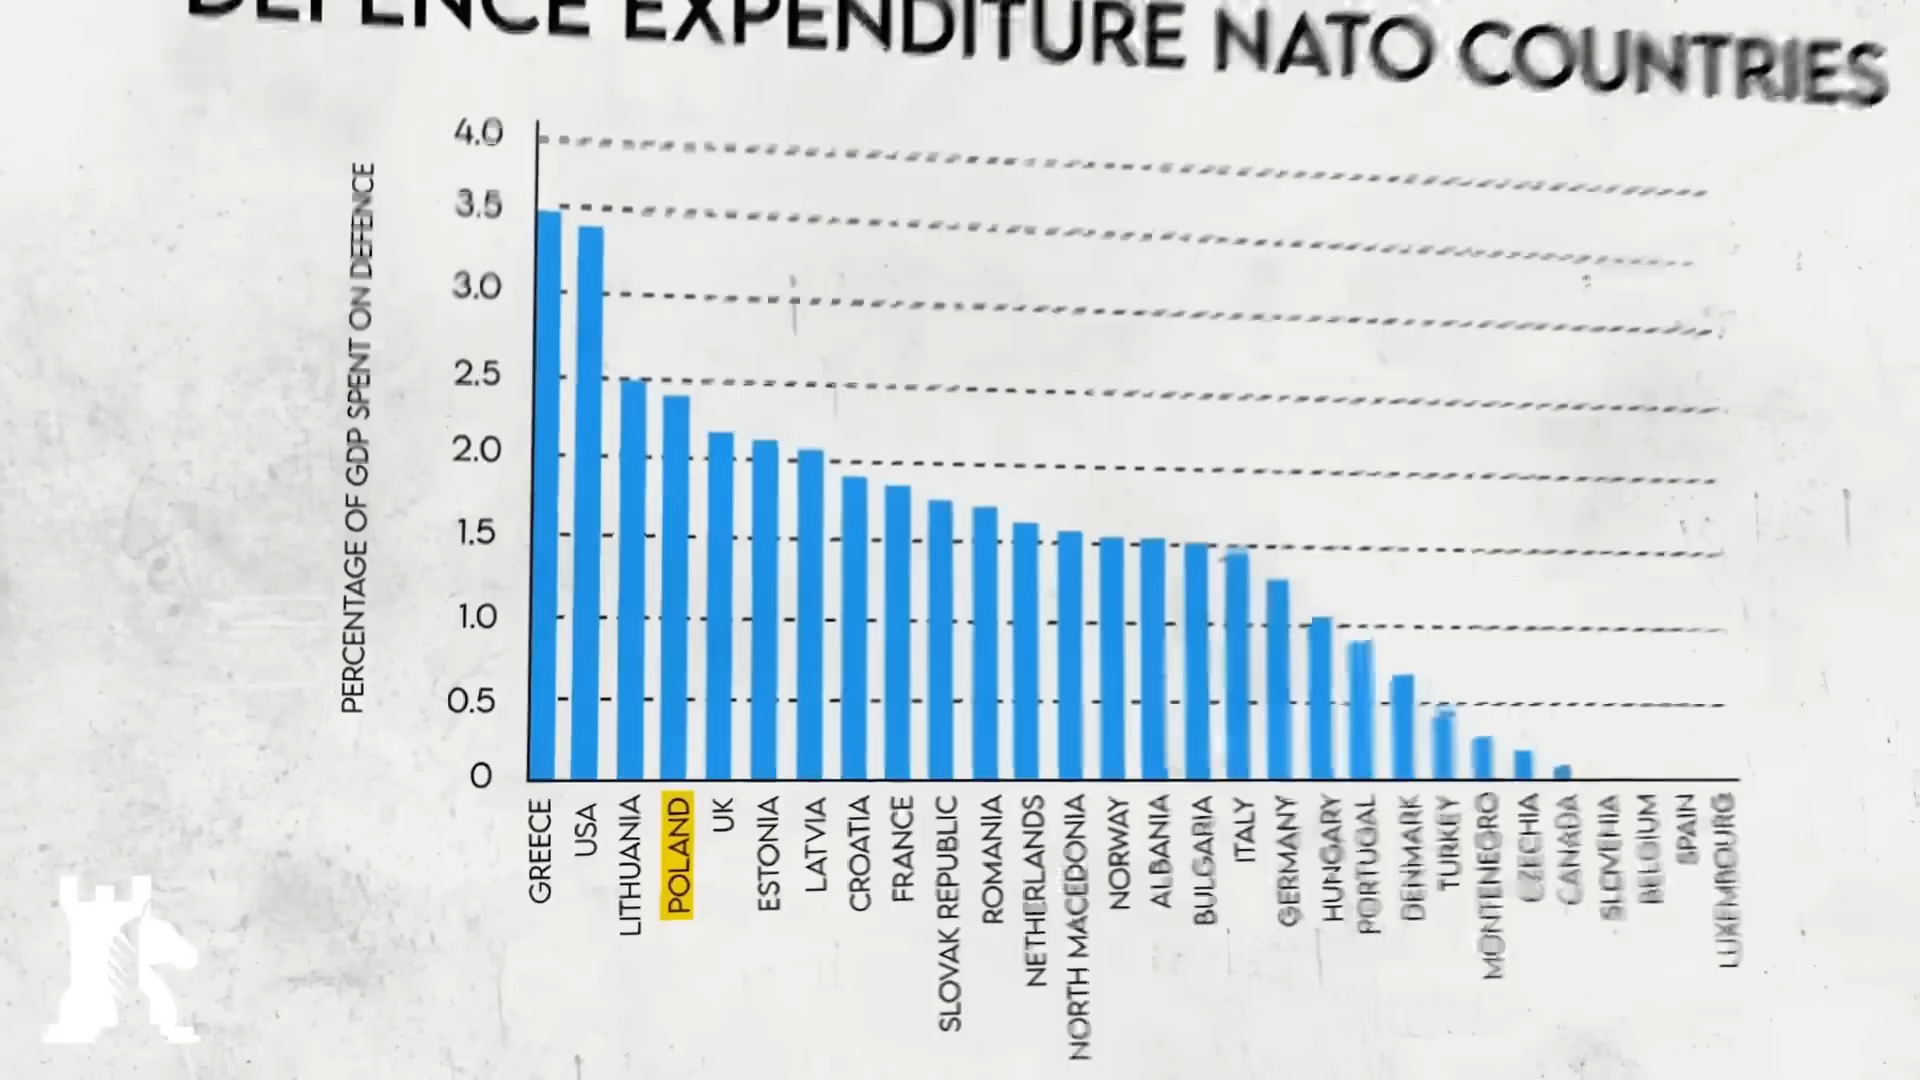 DEFENCE EXPENDITURE NATO COUNTRIES
PERCENTAGE OF GDP SPENT ON DEFENCE
4.0
3.5
3.0
2.5
2.0
1.5
1.0
0.5
0
GREECE
USA
LITHUANIA
POLAND
UK
ESTONIA
LATVIA
CROATIA
FRANCE
SLOVAK REPUBLIC
ROMANIA
NETHERLANDS
NORTH MACEDONIA
NORWAY
ALBANIA
BULGARIA
ITALY
GERMANY
HUNGARY
PORTUGAL
DENMARK
TURKEY
MONTENEGRO
CZECHIA
CANADA
SLOVENIA
BELGIUM
SPAIN
LUXEMBOURG